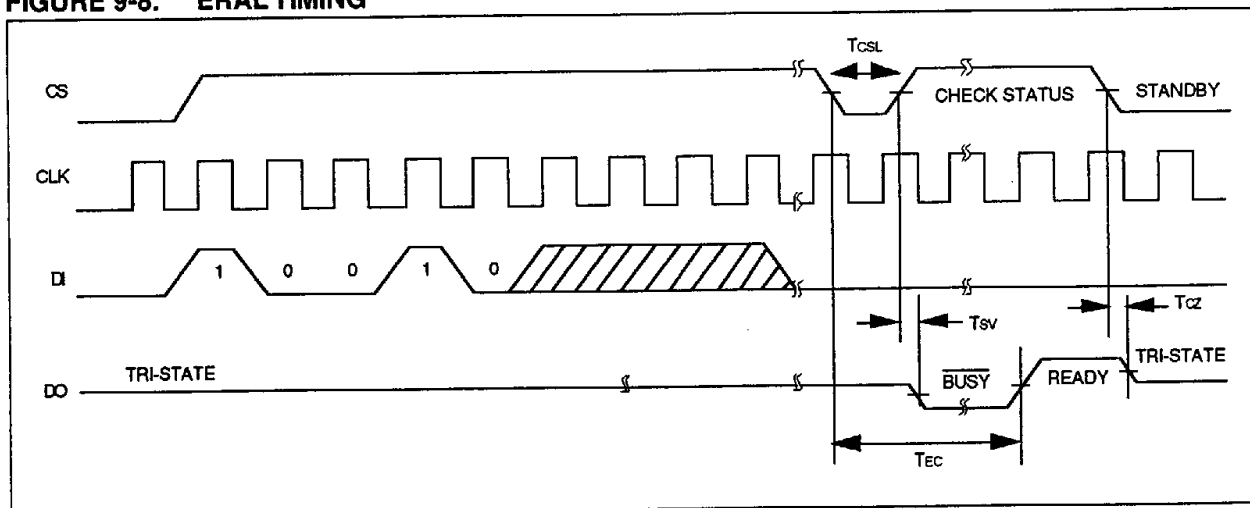 FIGURE 9-8: ERAL TIMING
TCSL
CS
CHECK STATUS
STANDBY
CLK
DI
1 0 0 1 0
TSV
TCZ
TRI-STATE
TRI-STATE
DO
BUSY
READY
TEC